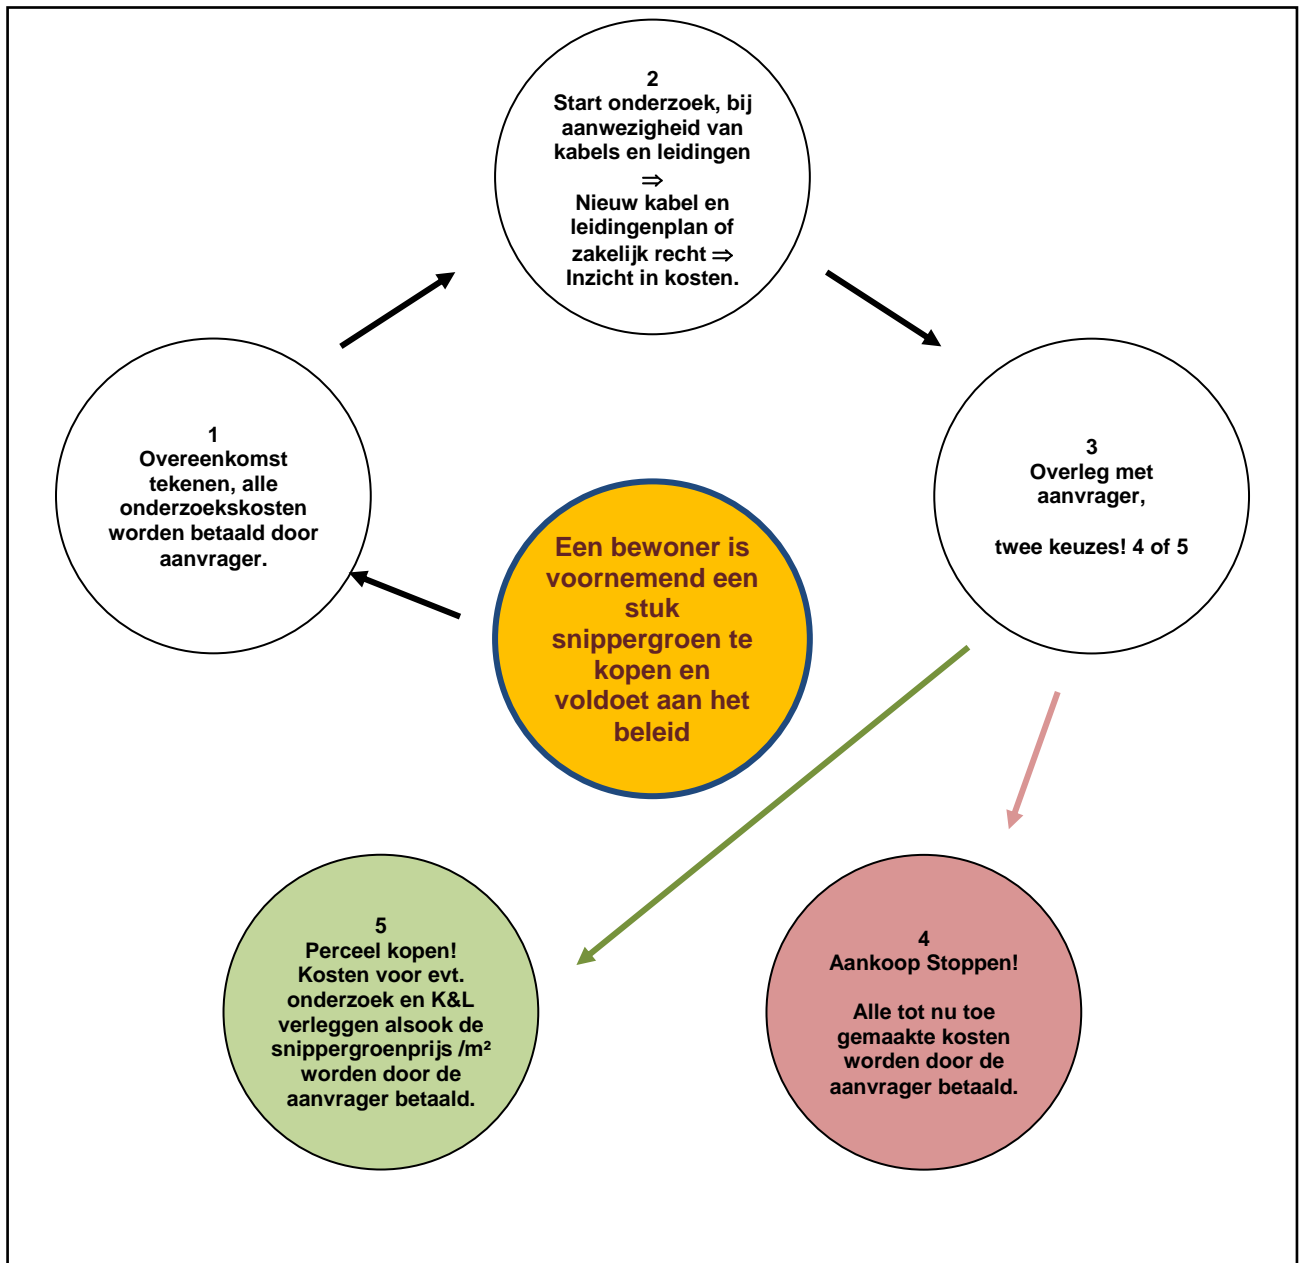 2
Start onderzoek, bij
aanwezigheid van
kabels en leidingen
⇒
Nieuw kabel en
leidingenplan of
zakelijk recht ⇒
Inzicht in kosten.
1
Overeenkomst
tekenen, alle
onderzoekskosten
worden betaald door
aanvrager.
3
Overleg met
aanvrager,
twee keuzes! 4 of 5
Een bewoner is
voornemend een
stuk
snippergroen te
kopen en
voldoet aan het
beleid
5
Perceel kopen!
Kosten voor evt.
onderzoek en K&L
verleggen alsook de
snippergroenprijs /m²
worden door de
aanvrager betaald.
4
Aankoop Stoppen!
Alle tot nu toe
gemaakte kosten
worden door de
aanvrager betaald.